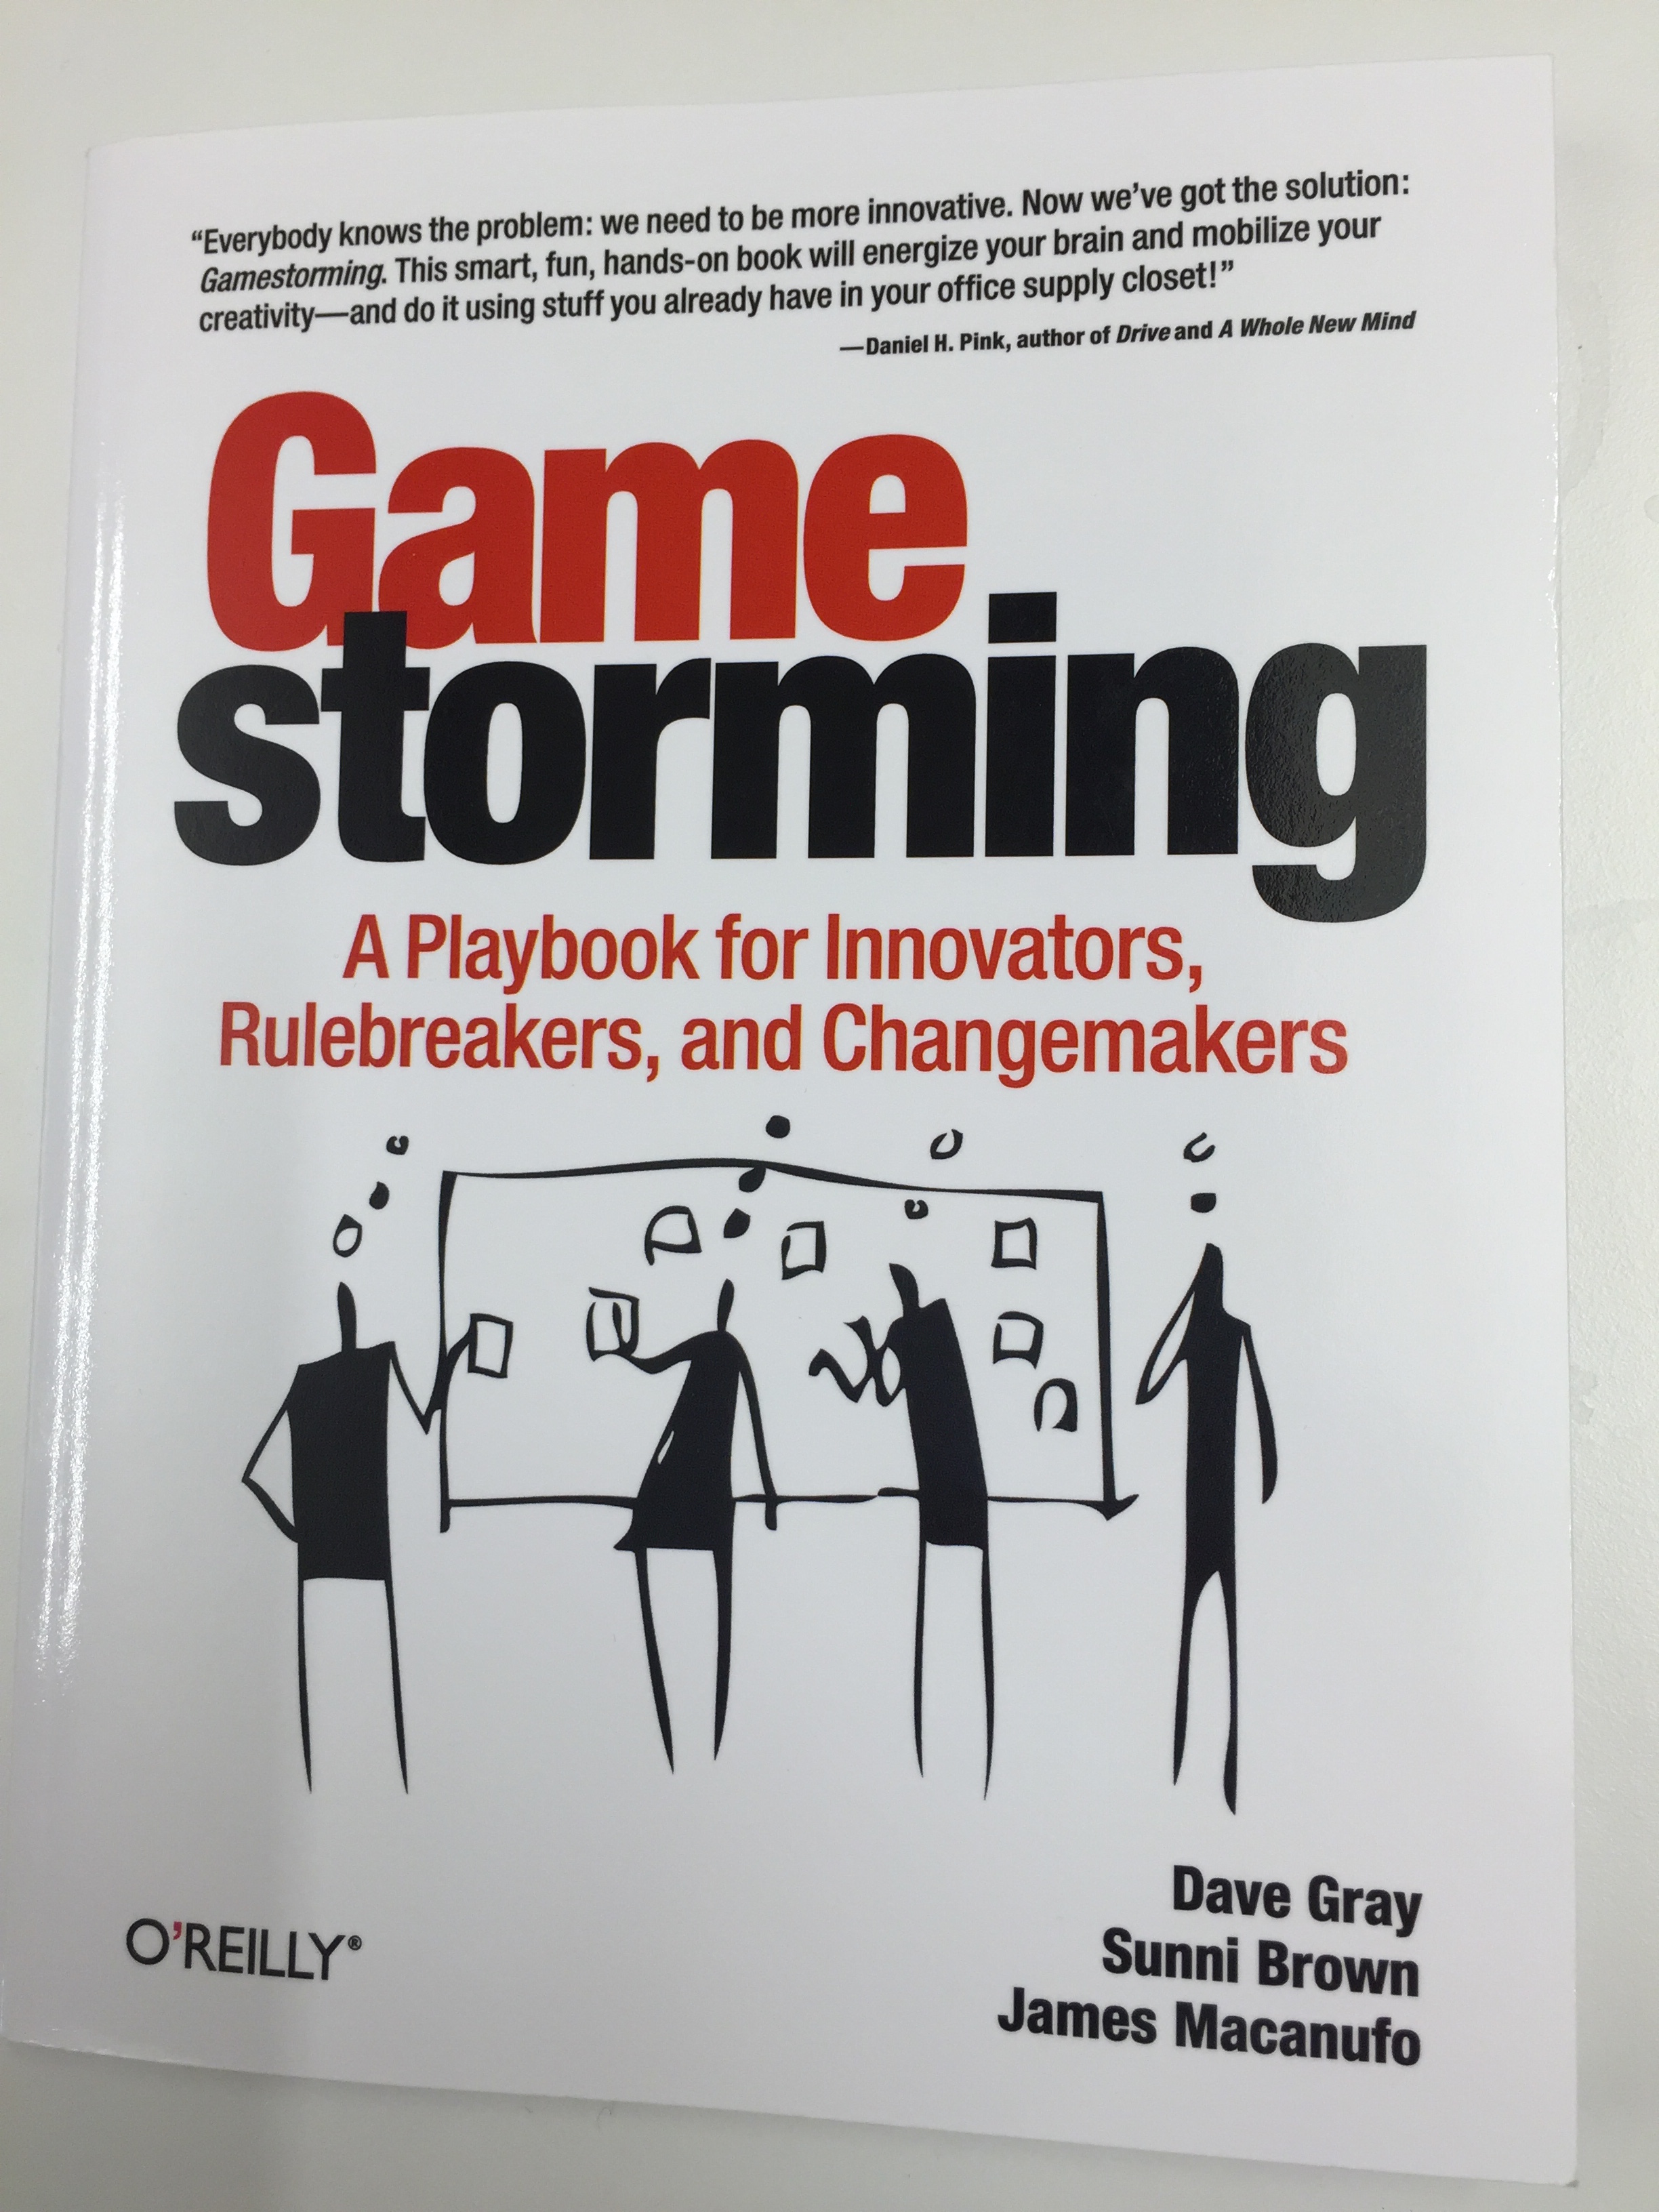 “Everybody knows the problem: we need to be more innovative. Now we’ve got the solution:
Gamestorming. This smart, fun, hands-on book will energize your brain and mobilize your
creativity—and do it using stuff you already have in your office supply closet!”
—Daniel H. Pink, author of Drive and A Whole New Mind
Game
storming
A Playbook for Innovators,
Rulebreakers, and Changemakers
O'REILLY®
Dave Gray
Sunni Brown
James Macanufo